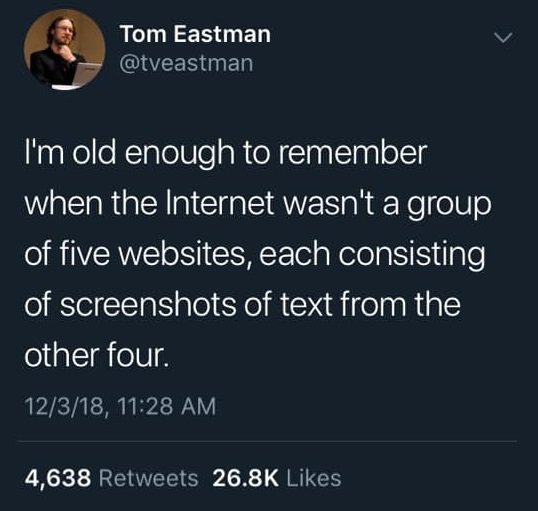 Tom Eastman
@tveastman
I'm old enough to remember
when the Internet wasn't a group
of five websites, each consisting
of screenshots of text from the
other four.
12/3/18, 11:28 AM
4,638 Retweets 26.8K Likes